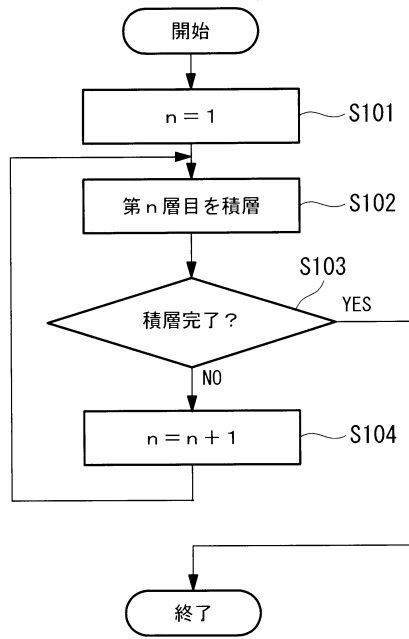 開始
n=1
S101
第n層目を積層
S102
S103
積層完了?
YES
NO
n=n+1
S104
終了